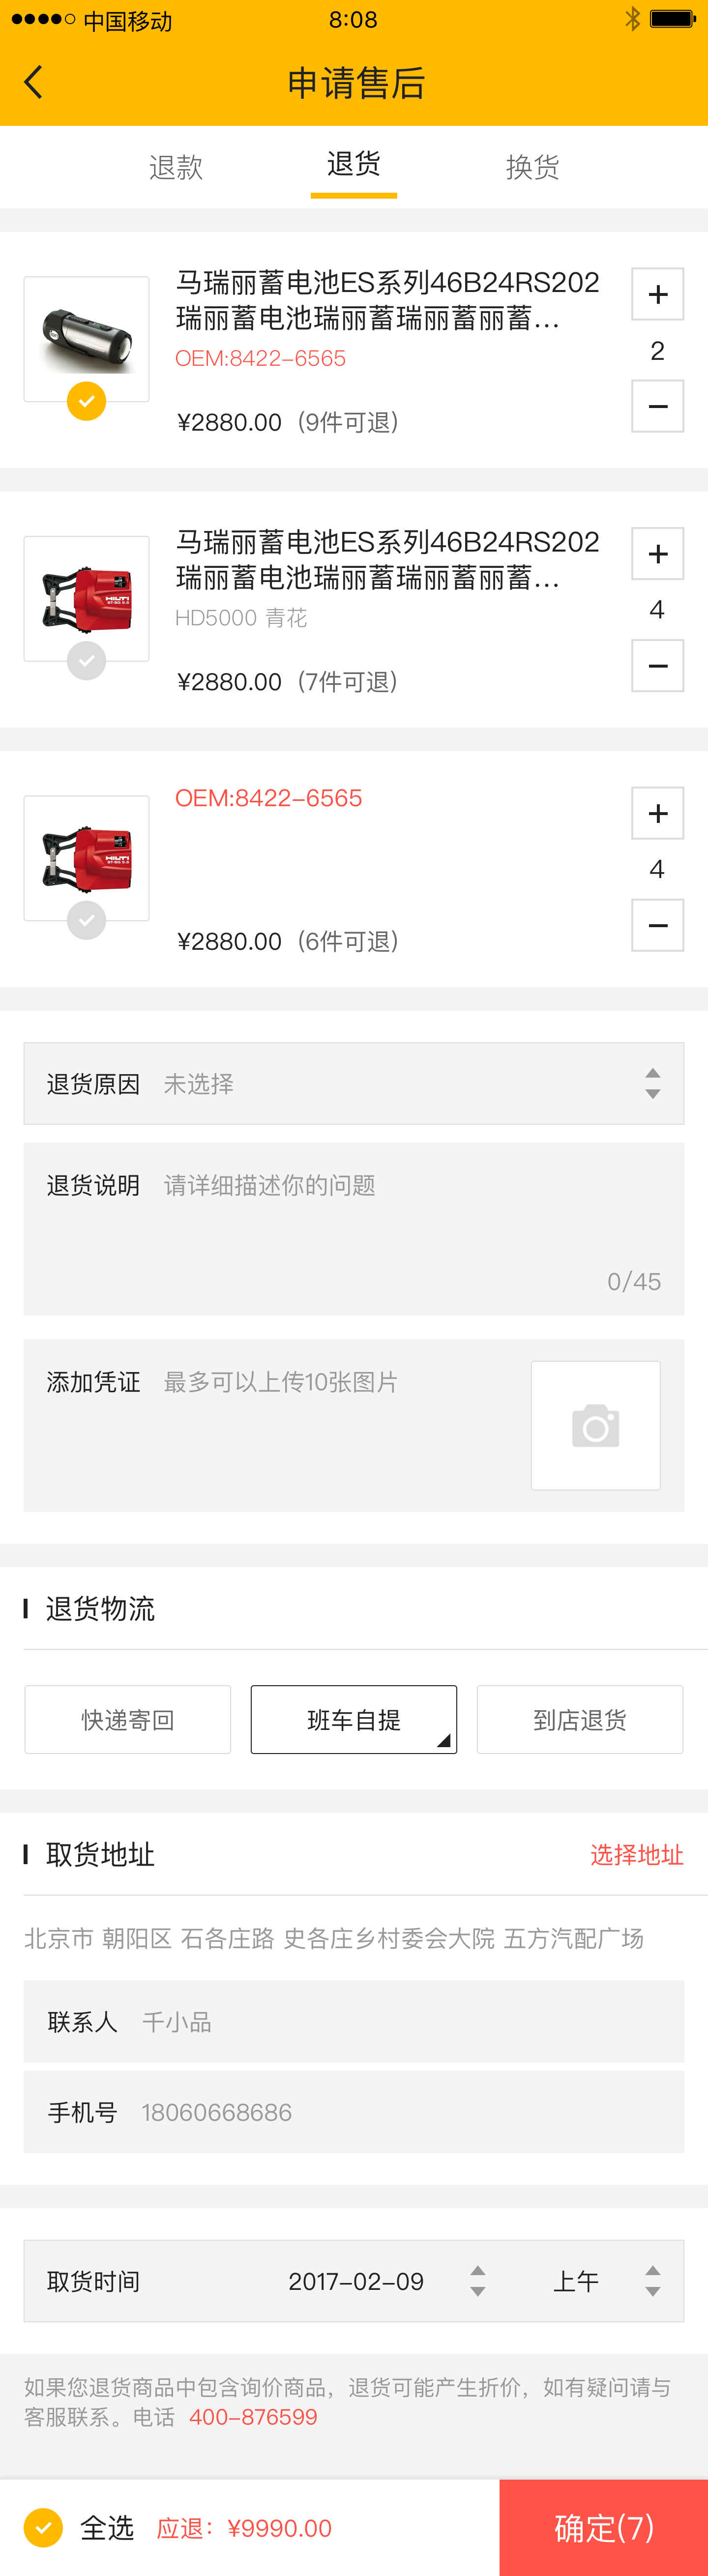 中国移动 8:08
申请售后
退款 退货 换货
马瑞丽蓄电池ES系列46B24RS202
瑞丽蓄电池瑞丽蓄瑞丽蓄丽蓄...
OEM:8422-6565
2
¥2880.00 (9件可退)
马瑞丽蓄电池ES系列46B24RS202
瑞丽蓄电池瑞丽蓄瑞丽蓄丽蓄...
HILTI
HD5000 青花
4
¥2880.00 (7件可退)
OEM:8422-6565
HILTI
4
¥2880.00 (6件可退)
退货原因 未选择
退货说明 请详细描述你的问题
0/45
添加凭证 最多可以上传10张图片
退货物流
快递寄回 班车自提 到店退货
取货地址 选择地址
北京市 朝阳区 石各庄路 史各庄乡村委会大院 五方汽配广场
联系人 千小品
手机号 18060668686
取货时间 2017-02-09 上午
如果您退货商品中包含询价商品，退货可能产生折价，如有疑问请与
客服联系。电话 400-876599
全选 应退：¥9990.00 确定(7)